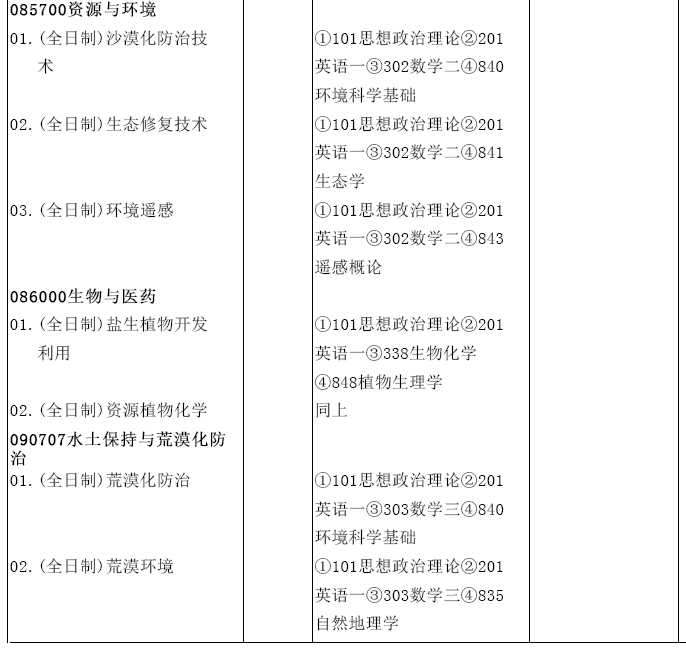 085700资源与环境
01.(全日制)沙漠化防治技
术
①101思想政治理论②201
英语一③302数学二④840
环境科学基础
02.(全日制)生态修复技术
①101思想政治理论②201
英语一③302数学二④841
生态学
03.(全日制)环境遥感
①101思想政治理论②201
英语一③302数学二④843
遥感概论
086000生物与医药
01.(全日制)盐生植物开发
利用
①101思想政治理论②201
英语一③338生物化学
④848植物生理学
02.(全日制)资源植物化学
同上
090707水土保持与荒漠化防
治
01.(全日制)荒漠化防治
①101思想政治理论②201
英语一③303数学三④840
环境科学基础
02.(全日制)荒漠环境
①101思想政治理论②201
英语一③303数学三④835
自然地理学